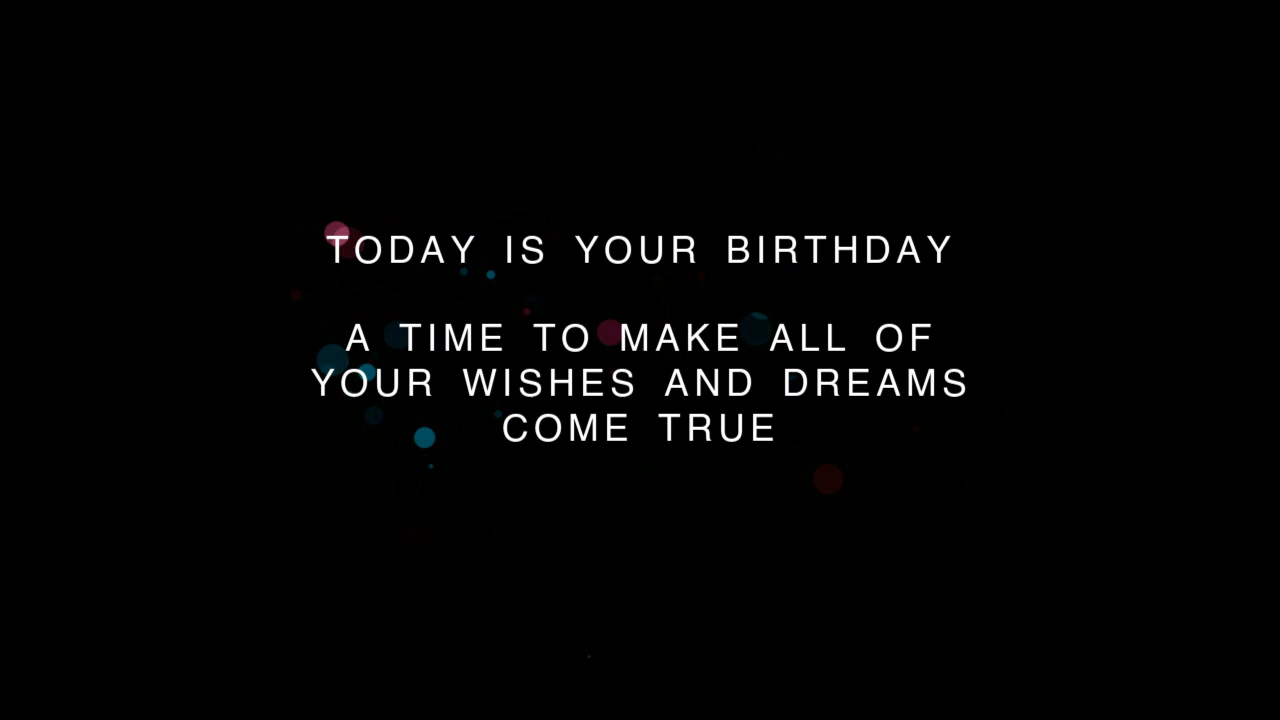 TODAY IS YOUR BIRTHDAY
A TIME TO MAKE ALL OF
YOUR WISHES AND DREAMS
COME TRUE